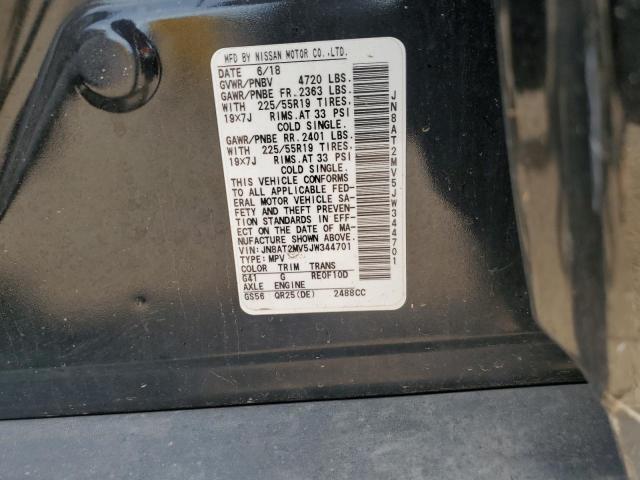 MFD BY NISSAN MOTOR CO.,LTD.
DATE 6/18
GVWR/PNBV 4720 LBS.
GAWR/PNBE FR. 2363 LBS.
WITH 225/55R19 TIRES.
19X7J RIMS.AT 33 PSI
COLD SINGLE.
GAWR/PNBE RR. 2401 LBS.
WITH 225/55R19 TIRES.
19X7J RIMS.AT 33 PSI
COLD SINGLE.
THIS VEHICLE CONFORMS
TO ALL APPLICABLE FED-
ERAL MOTOR VEHICLE SA-
FETY AND THEFT PREVEN-
TION STANDARDS IN EFF-
ECT ON THE DATE OF MA-
NUFACTURE SHOWN ABOVE.
VIN:JN8AT2MV5JW344701
TYPE: MPV
COLOR TRIM TRANS
G41 G RE0F10D
AXLE ENGINE
GS56 QR25(DE) 2488CC
JN8AT2MV5JW344701